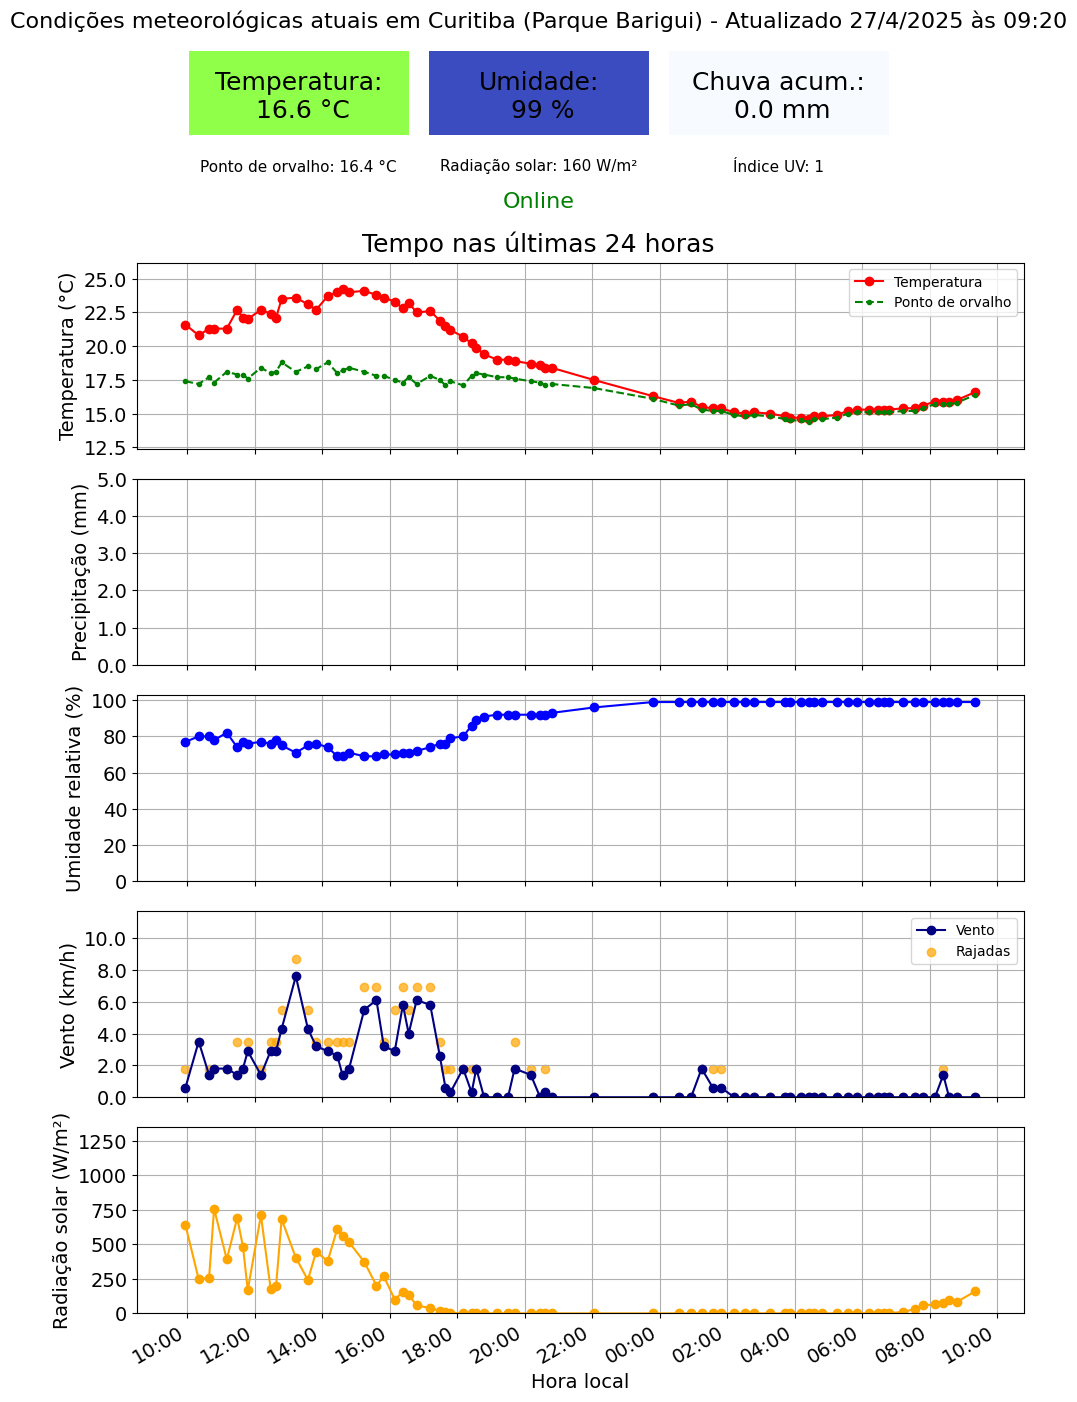 Condições meteorológicas atuais em Curitiba (Parque Barigui) - Atualizado 27/4/2025 às 09:20
Temperatura:
16.6 °C
Umidade:
99 %
Chuva acum.:
0.0 mm
Ponto de orvalho: 16.4 °C
Radiação solar: 160 W/m²
Índice UV: 1
Online
Tempo nas últimas 24 horas
Temperatura (°C)
25.0
22.5
20.0
17.5
15.0
12.5
Temperatura
Ponto de orvalho
Precipitação (mm)
5.0
4.0
3.0
2.0
1.0
0.0
Umidade relativa (%)
100
80
60
40
20
0
Vento (km/h)
10.0
8.0
6.0
4.0
2.0
0.0
Vento
Rajadas
Radiação solar (W/m²)
1250
1000
750
500
250
0
10:00
12:00
14:00
16:00
18:00
20:00
22:00
00:00
02:00
04:00
06:00
08:00
10:00
Hora local